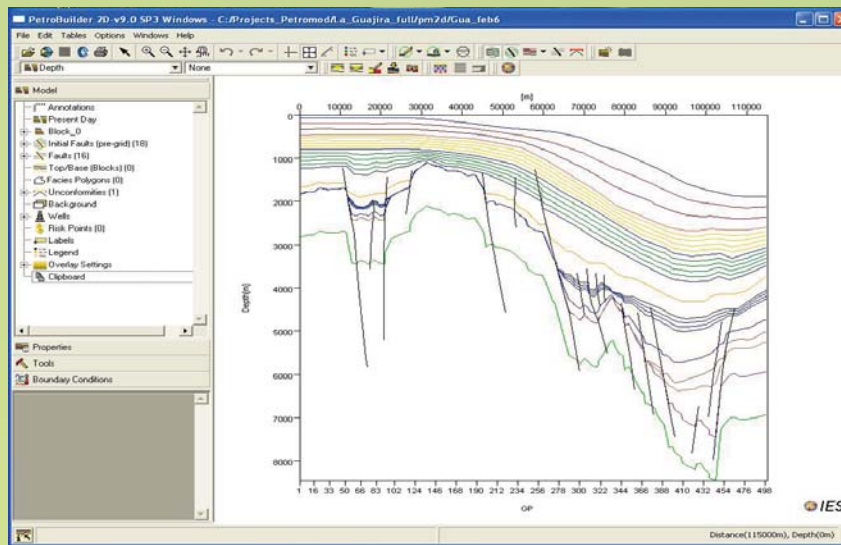 PetroBuilder 2D-v9.0 SP3 Windows - C:/Projects_Petromod/La_Guajira_full/pm2d/Gua_feb6
File Edit Tables Options Windows Help
Depth None
Model
Annotations
Present Day
Block_0
Initial Faults (pre-grid) (18)
Faults (16)
Top/Base (Blocks) (0)
Facies Polygons (0)
Unconformities (1)
Background
Wells
Risk Points (0)
Labels
Legend
Overlay Settings
Clipboard
Properties
Tools
Boundary Conditions
[m]
0 10000 20000 30000 40000 50000 60000 70000 80000 90000 100000 110000
0
1000
2000
3000
4000
5000
6000
7000
8000
Depth[m]
1 16 33 50 66 83 102 124 146 168 190 212 234 256 278 300 322 344 366 388 410 432 454 476 498
GP
IES
Distance(115000m), Depth(0m)